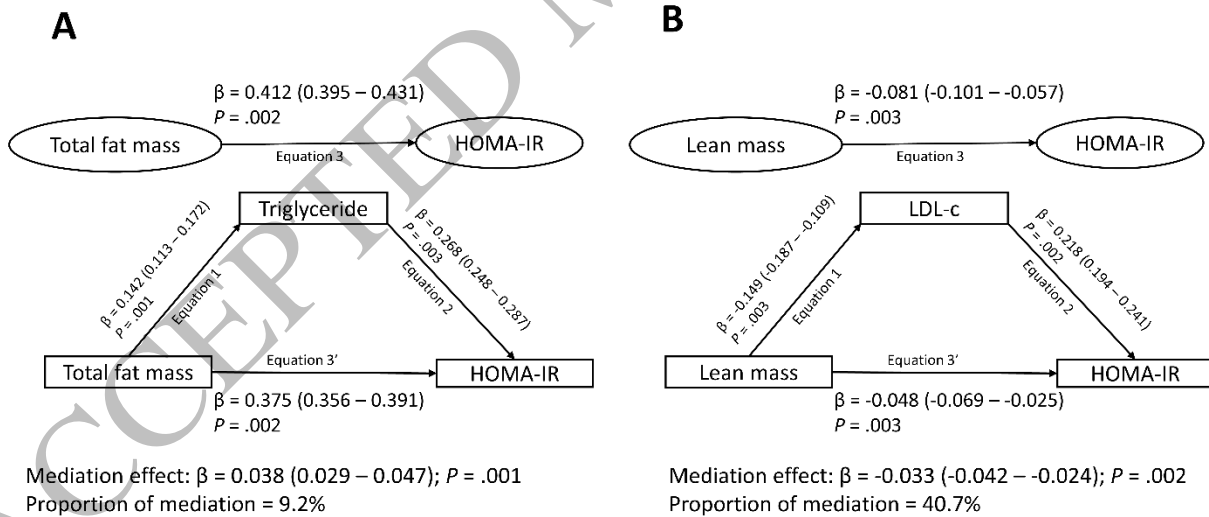 A
β = 0.412 (0.395 – 0.431)
P = .002
Total fat mass
HOMA-IR
Equation 3
Triglyceride
β = 0.142 (0.113 – 0.172)
P = .001
Equation 1
β = 0.268 (0.248 – 0.287)
P = .003
Equation 2
Total fat mass
Equation 3′
HOMA-IR
β = 0.375 (0.356 – 0.391)
P = .002
Mediation effect: β = 0.038 (0.029 – 0.047); P = .001
Proportion of mediation = 9.2%
B
β = -0.081 (-0.101 – -0.057)
P = .003
Lean mass
HOMA-IR
Equation 3
LDL-c
β = -0.149 (-0.187 – -0.109)
P = .003
Equation 1
β = 0.218 (0.194 – 0.241)
P = .002
Equation 2
Lean mass
Equation 3′
HOMA-IR
β = -0.048 (-0.069 – -0.025)
P = .003
Mediation effect: β = -0.033 (-0.042 – -0.024); P = .002
Proportion of mediation = 40.7%
CCEPTED M